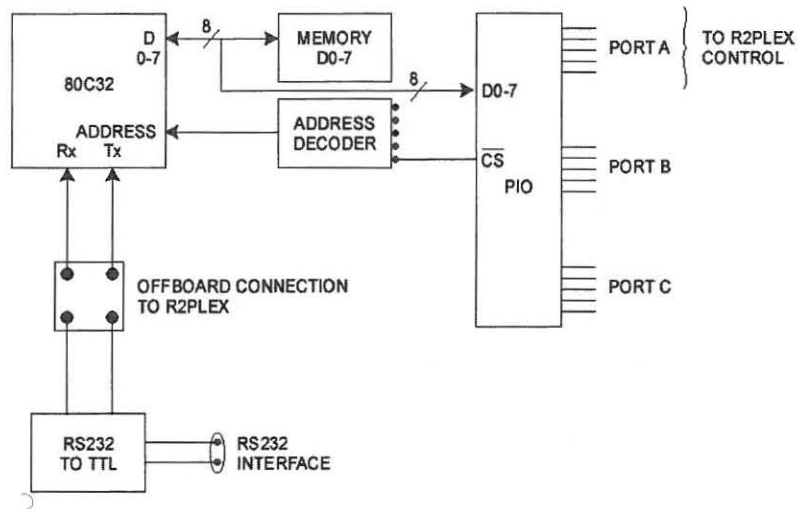 D
0-7
80C32
ADDRESS
Rx Tx
8
MEMORY
D0-7
8
ADDRESS
DECODER
D0-7
CS
PIO
PORT A
TO R2PLEX
CONTROL
PORT B
PORT C
OFFBOARD CONNECTION
TO R2PLEX
RS232
TO TTL
RS232
INTERFACE